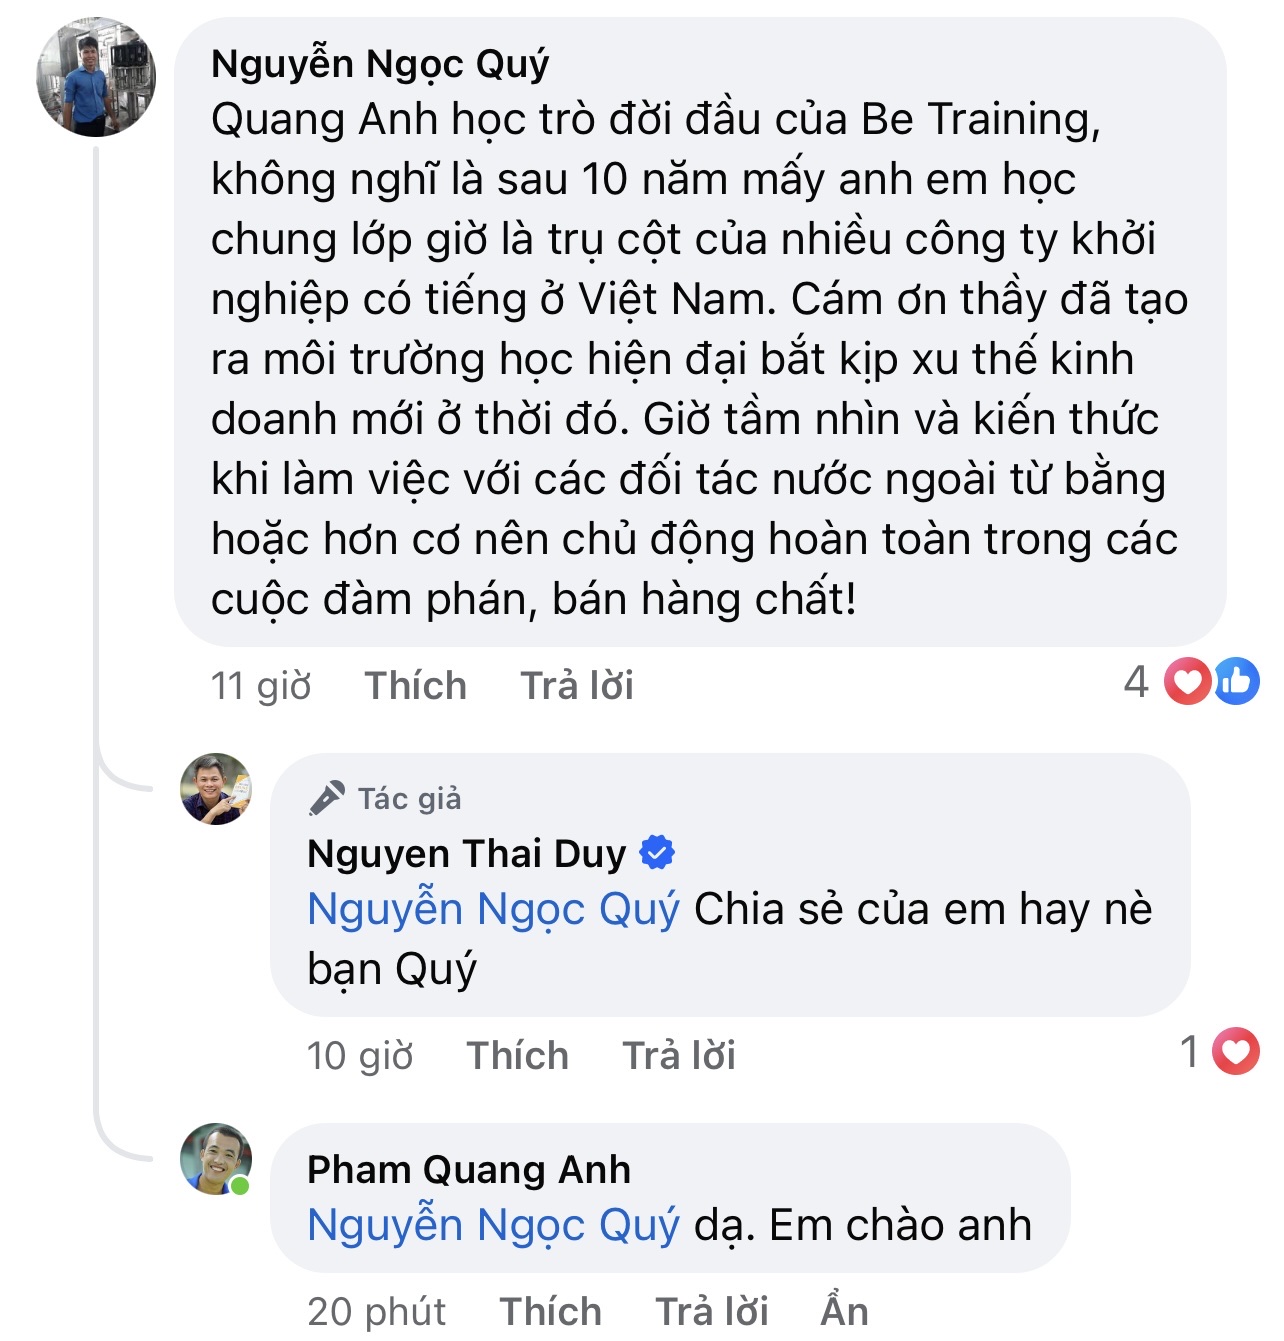 Nguyễn Ngọc Quý
Quang Anh học trò đời đầu của Be Training,
không nghĩ là sau 10 năm mấy anh em học
chung lớp giờ là trụ cột của nhiều công ty khởi
nghiệp có tiếng ở Việt Nam. Cám ơn thầy đã tạo
ra môi trường học hiện đại bắt kịp xu thế kinh
doanh mới ở thời đó. Giờ tầm nhìn và kiến thức
khi làm việc với các đối tác nước ngoài từ bằng
hoặc hơn cơ nên chủ động hoàn toàn trong các
cuộc đàm phán, bán hàng chất!
11 giờ Thích Trả lời 4
Tác giả
Nguyen Thai Duy
Nguyễn Ngọc Quý Chia sẻ của em hay nè
bạn Quý
10 giờ Thích Trả lời 1
Pham Quang Anh
Nguyễn Ngọc Quý dạ. Em chào anh
20 phút Thích Trả lời Ẩn